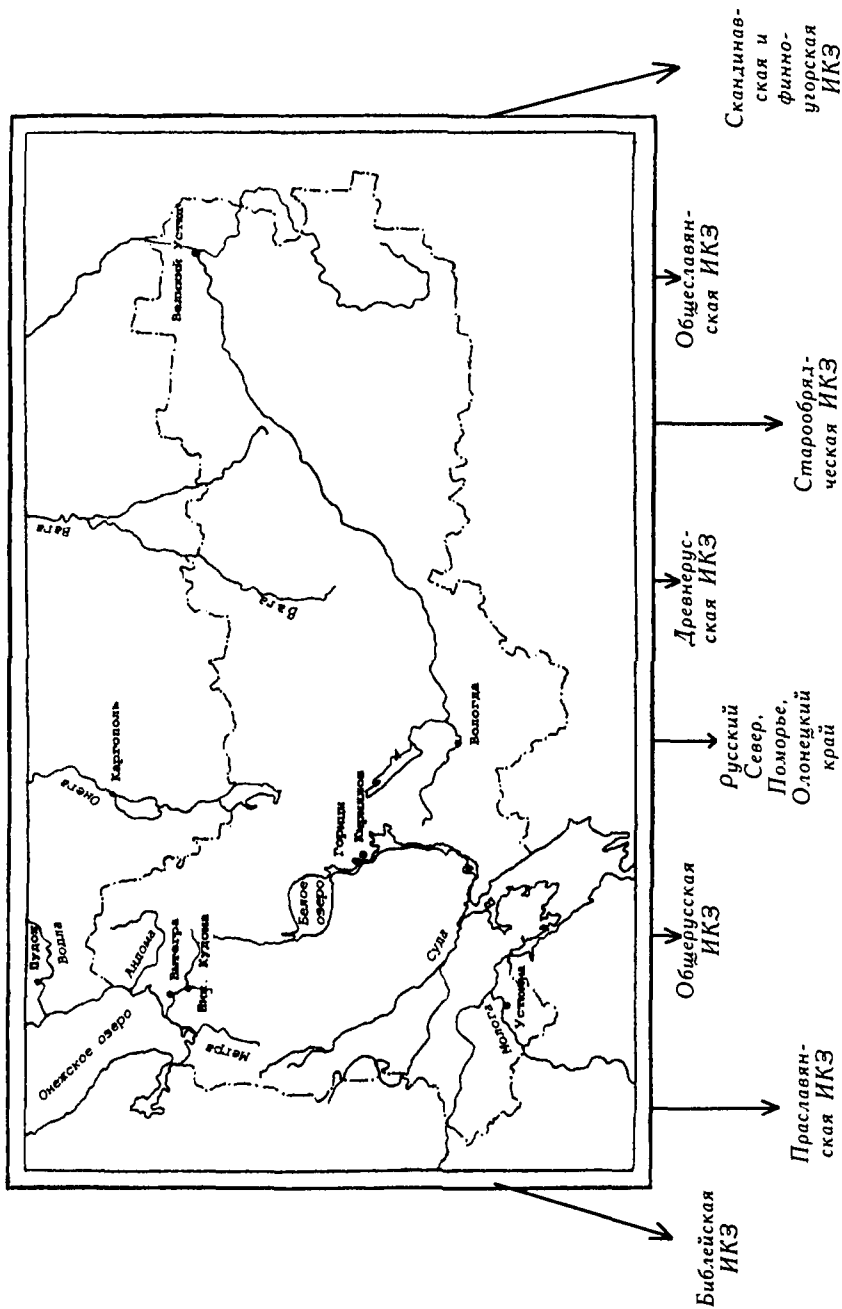 Пудож
Водла
Онежское озеро
Андома
Вытегра
Кудома
Мегра
Онега
Каргополь
Вага
Вага
Великий Устюг
Белое
озеро
Горицы
Кириллов
Вологда
Суда
Молога
Устюжна
Библейская
ИКЗ
Праславян-
ская ИКЗ
Общерусская
ИКЗ
Русский
Север,
Поморье,
Олонецкий
край
Древнерус-
ская ИКЗ
Старообряд-
ческая ИКЗ
Общеславян-
ская ИКЗ
Скандинав-
ская и
финно-
угорская
ИКЗ